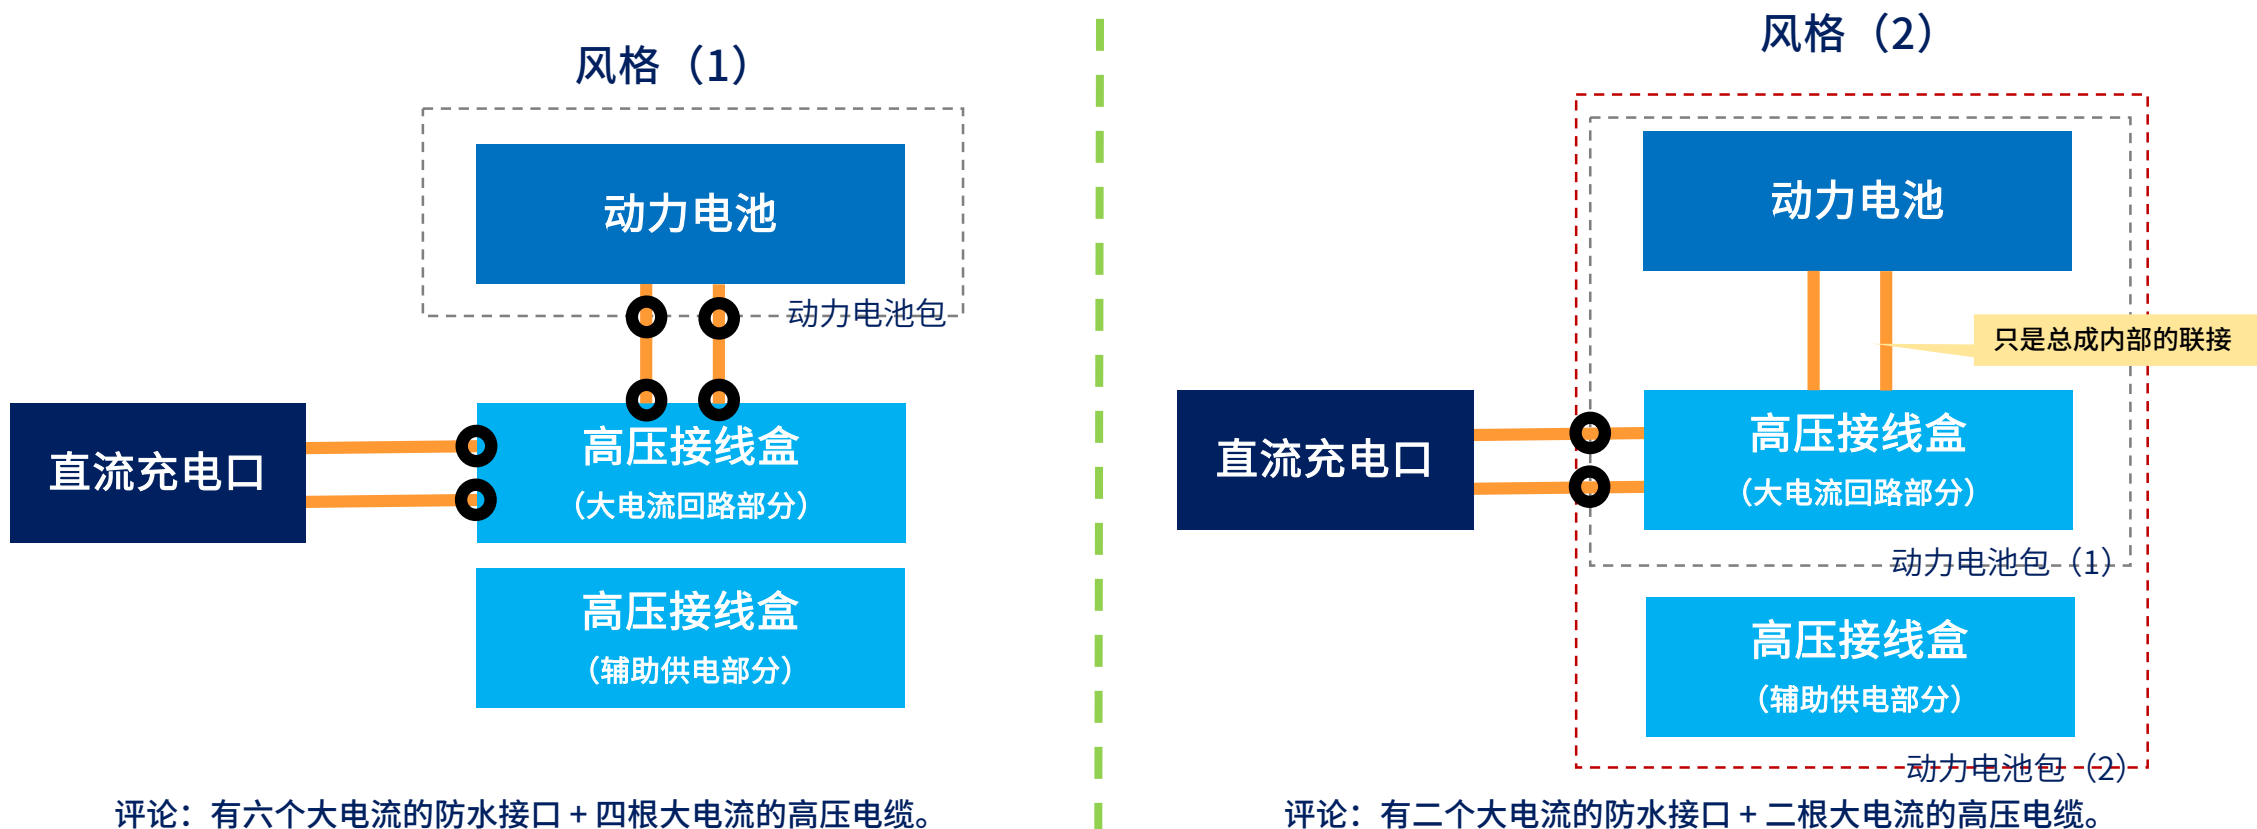 风格（1）
动力电池
动力电池包
直流充电口
高压接线盒
（大电流回路部分）
高压接线盒
（辅助供电部分）
评论：有六个大电流的防水接口 + 四根大电流的高压电缆。
风格（2）
动力电池
只是总成内部的联接
直流充电口
高压接线盒
（大电流回路部分）
动力电池包（1）
高压接线盒
（辅助供电部分）
动力电池包（2）
评论：有二个大电流的防水接口 + 二根大电流的高压电缆。